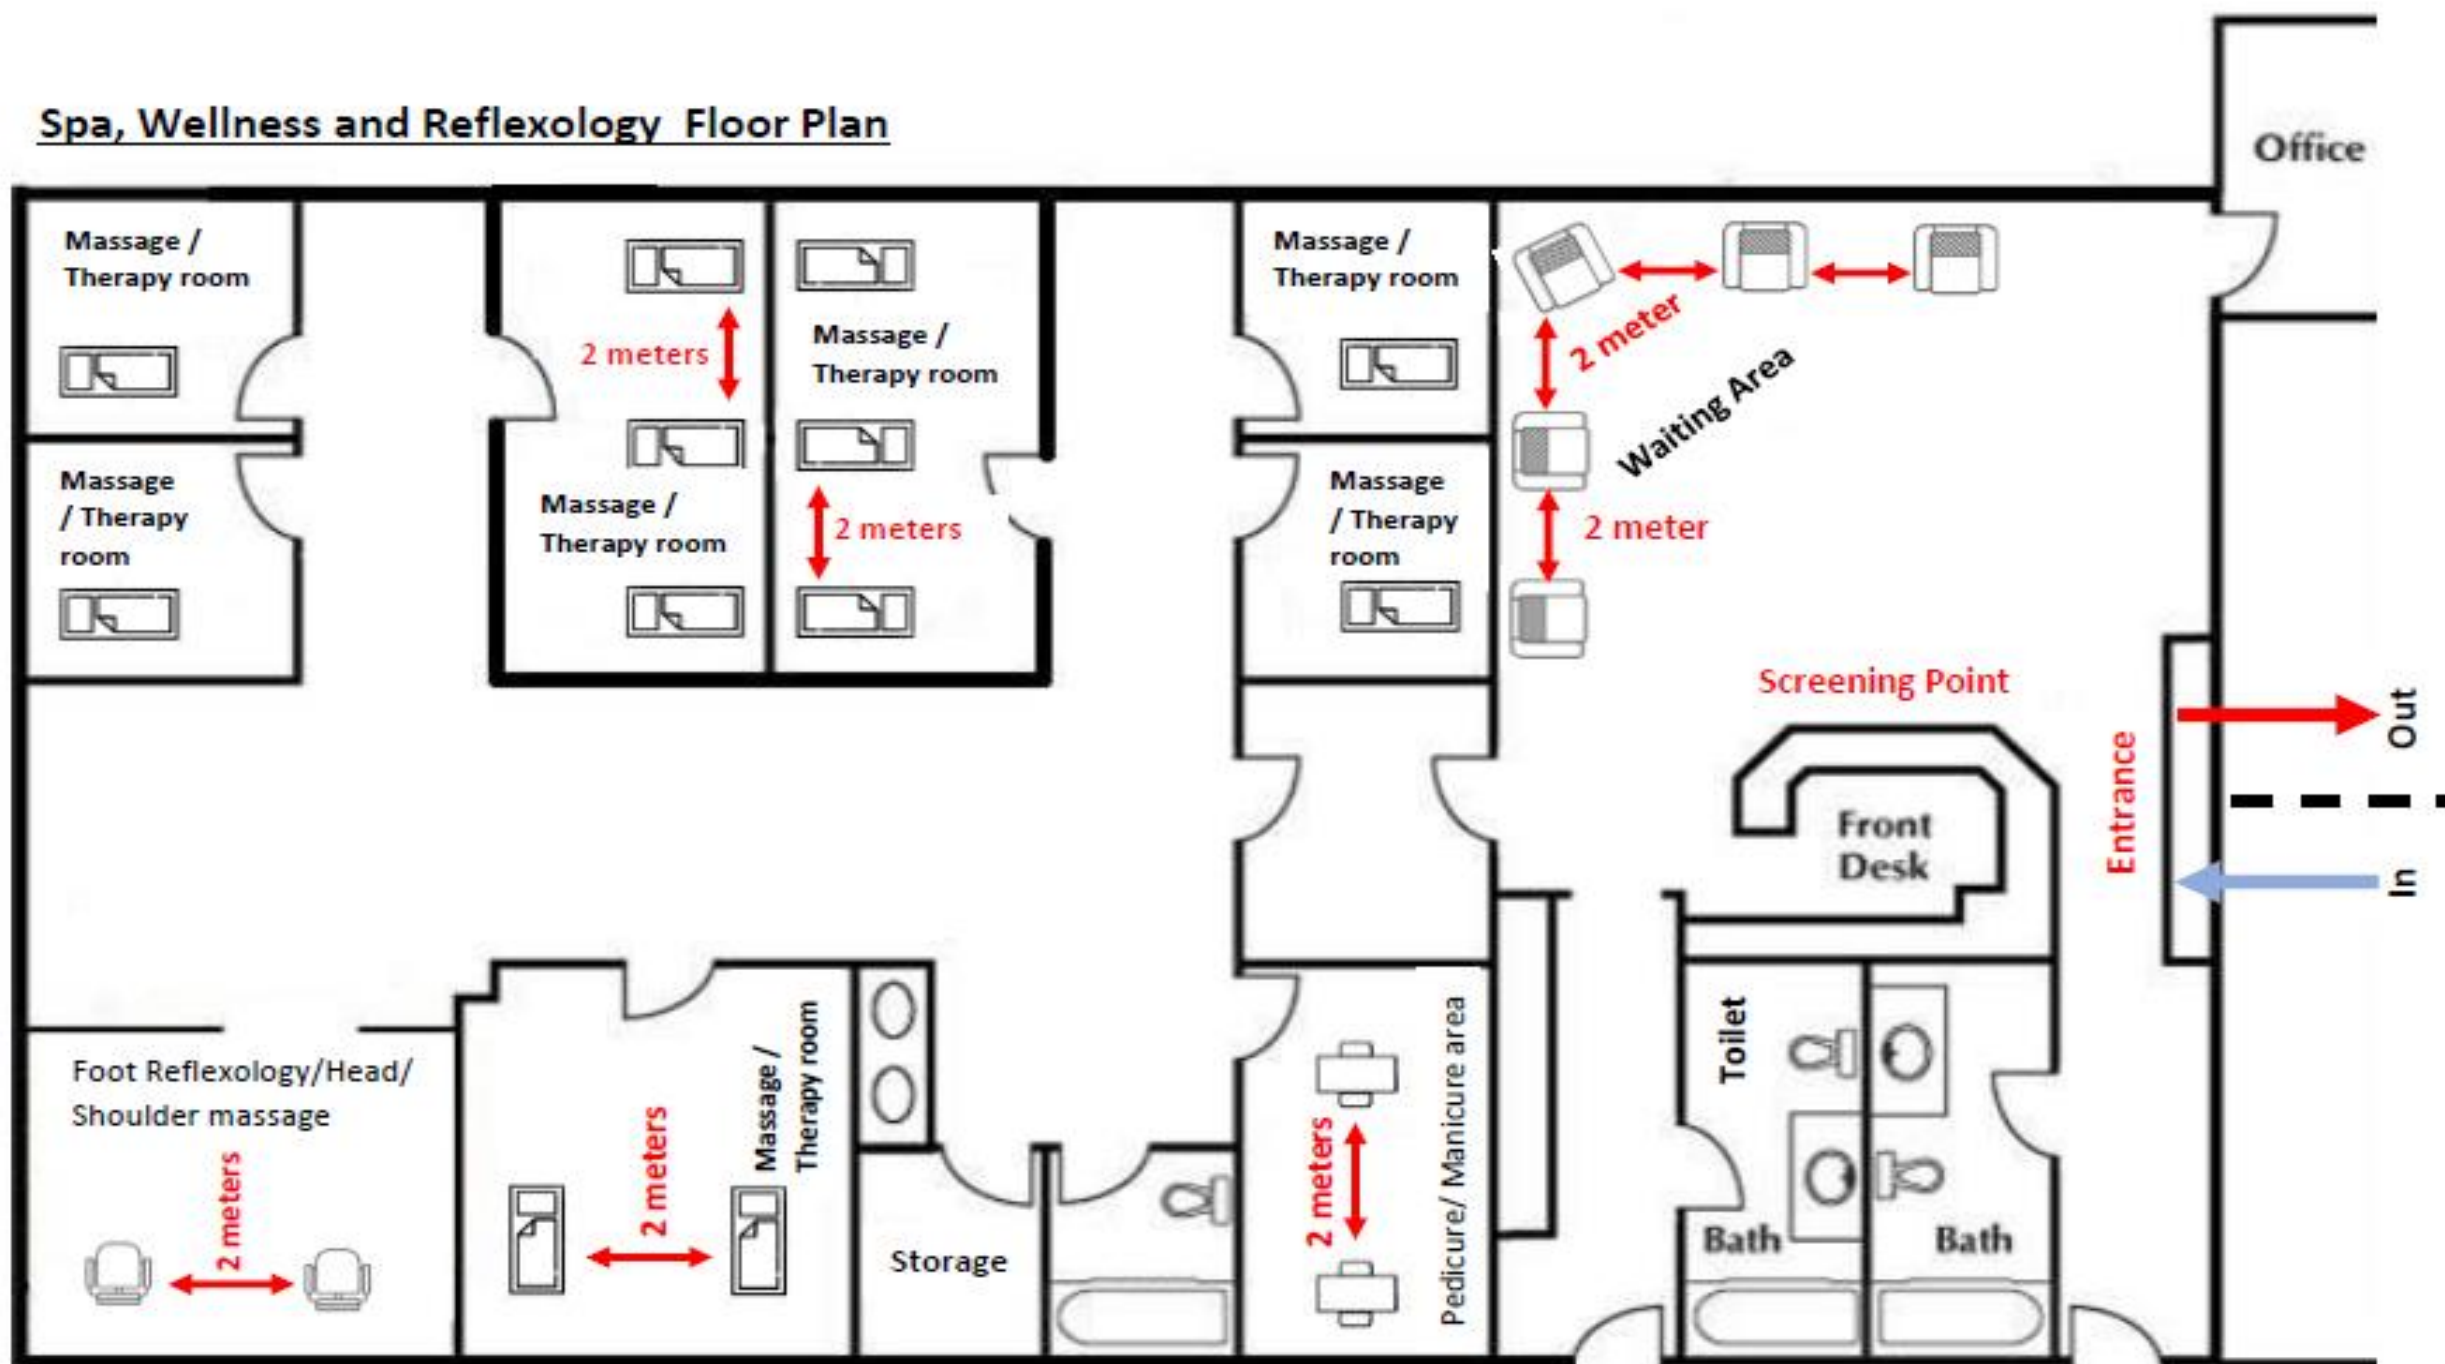 Spa, Wellness and Reflexology  Floor Plan
Office
Massage /
Therapy room
Massage
/ Therapy
room
2 meters
Massage /
Therapy room
Massage /
Therapy room
2 meters
Massage /
Therapy room
Massage
/ Therapy
room
2 meter
Waiting Area
2 meter
Screening Point
Front
Desk
Entrance
Out
In
Foot Reflexology/Head/
Shoulder massage
2 meters
2 meters
Massage /
Therapy room
Storage
2 meters
Pedicure/ Manicure area
Toilet
Bath
Bath